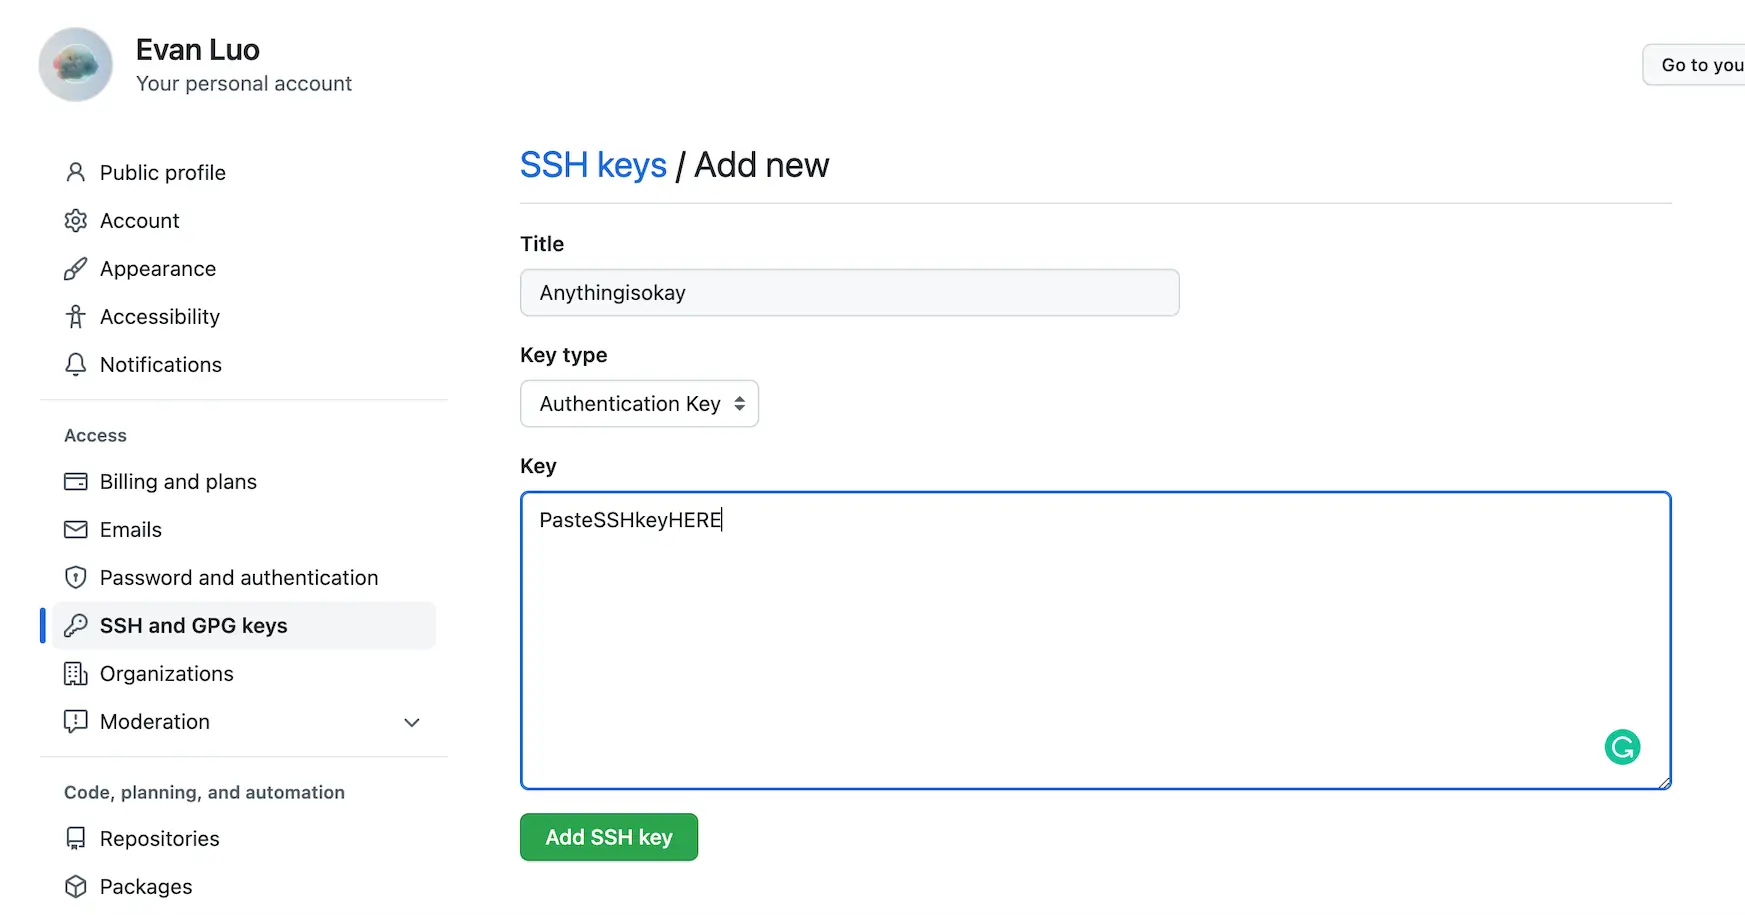 Evan Luo
Your personal account
Go to you
Public profile
Account
Appearance
Accessibility
Notifications
Access
Billing and plans
Emails
Password and authentication
SSH and GPG keys
Organizations
Moderation
Code, planning, and automation
Repositories
Packages
SSH keys / Add new
Title
Anythingisokay
Key type
Authentication Key
Key
PasteSSHkeyHERE
G
Add SSH key